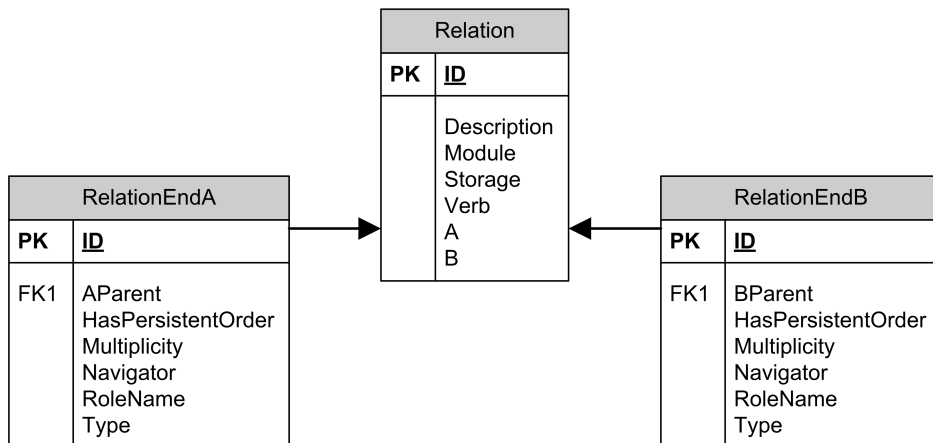 Relation
PK ID
Description
Module
Storage
Verb
A
B
RelationEndA
PK ID
FK1 AParent
HasPersistentOrder
Multiplicity
Navigator
RoleName
Type
RelationEndB
PK ID
FK1 BParent
HasPersistentOrder
Multiplicity
Navigator
RoleName
Type